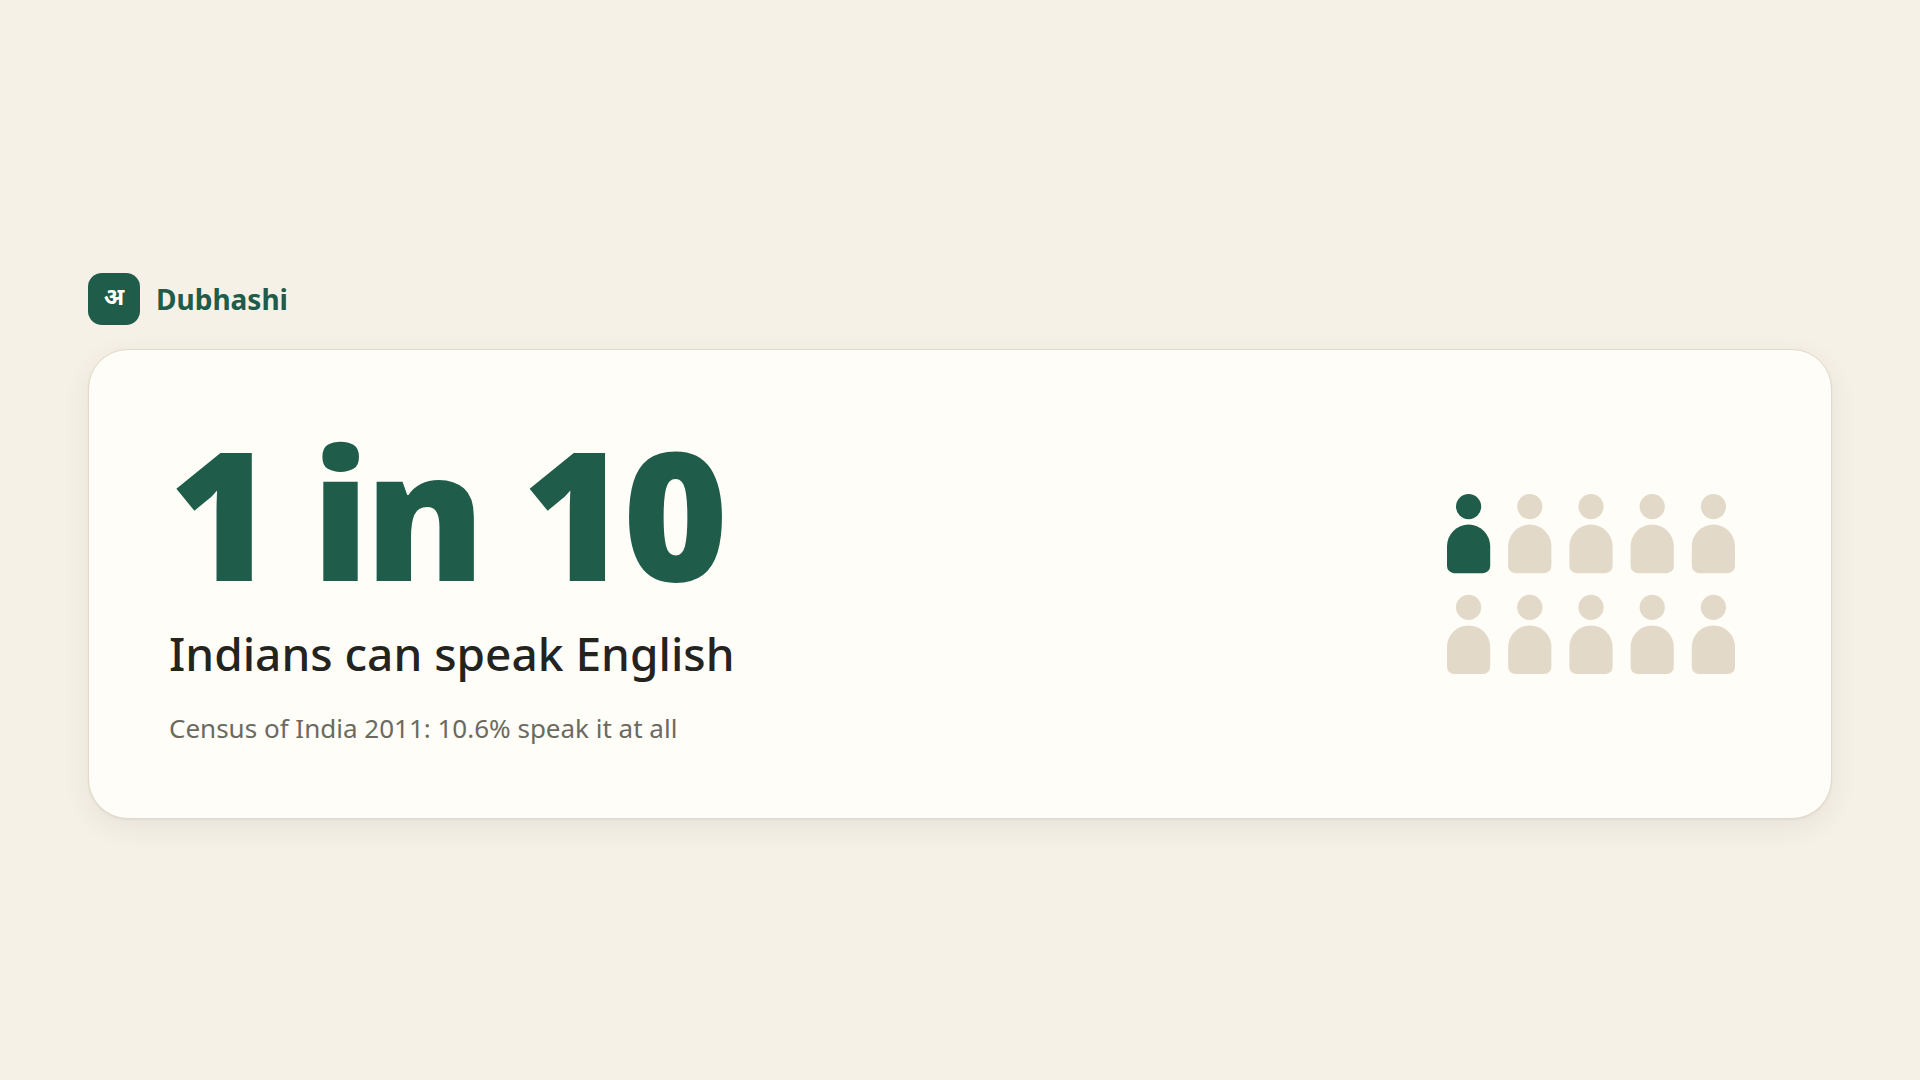 अ
Dubhashi
1 in 10
Indians can speak English
Census of India 2011: 10.6% speak it at all